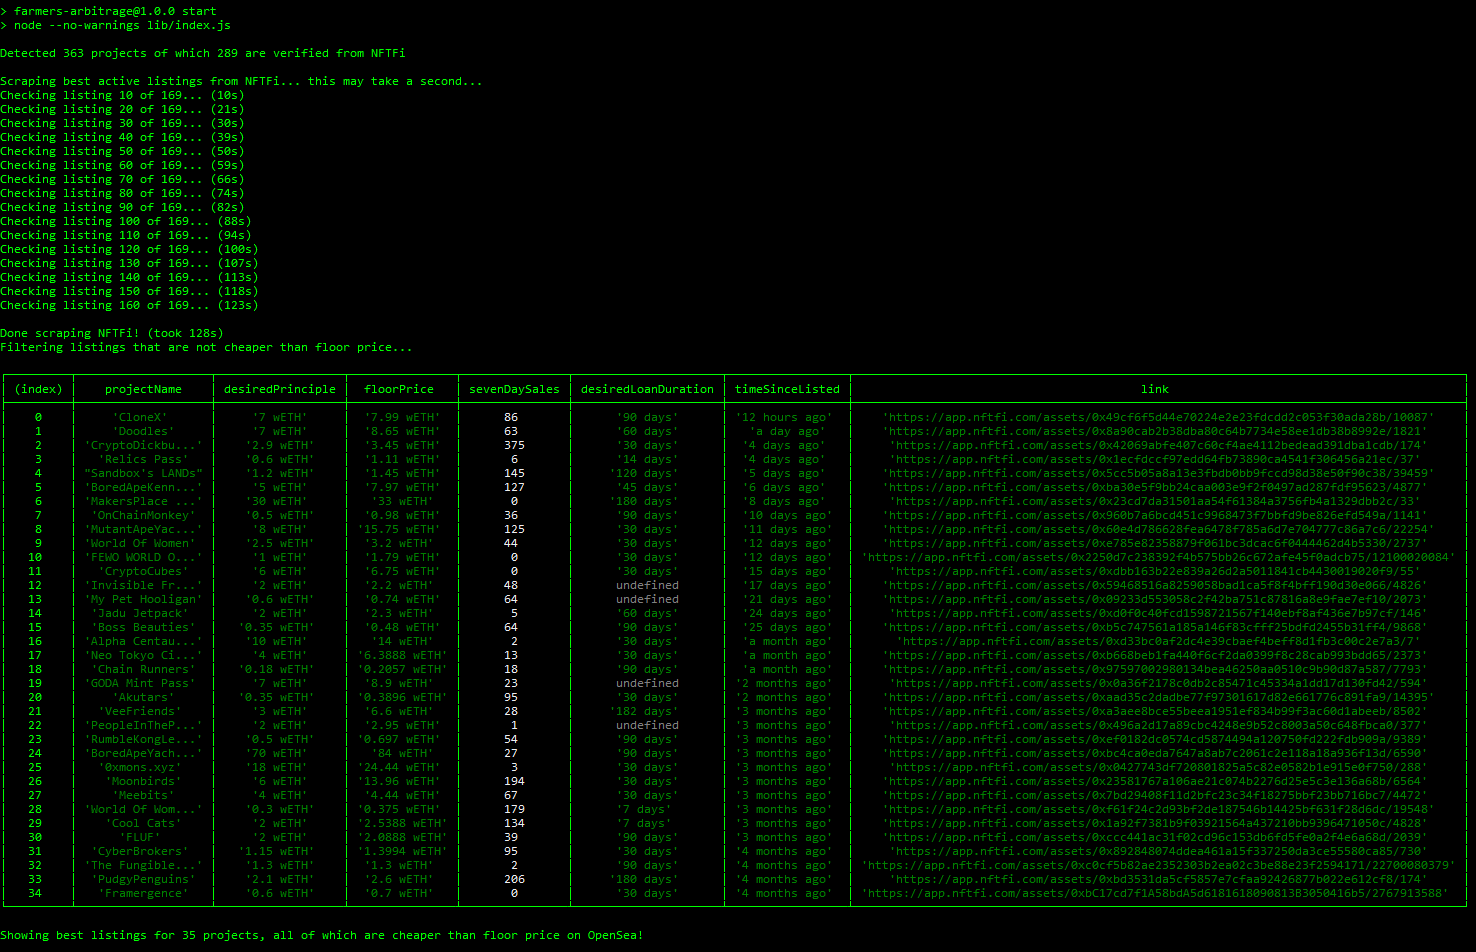 > farmers-arbitrage@1.0.0 start
> node --no-warnings lib/index.js
Detected 363 projects of which 289 are verified from NFTFi
Scraping best active listings from NFTFi... this may take a second...
Checking listing 10 of 169... (10s)
Checking listing 20 of 169... (21s)
Checking listing 30 of 169... (30s)
Checking listing 40 of 169... (39s)
Checking listing 50 of 169... (50s)
Checking listing 60 of 169... (59s)
Checking listing 70 of 169... (66s)
Checking listing 80 of 169... (74s)
Checking listing 90 of 169... (82s)
Checking listing 100 of 169... (88s)
Checking listing 110 of 169... (94s)
Checking listing 120 of 169... (100s)
Checking listing 130 of 169... (107s)
Checking listing 140 of 169... (113s)
Checking listing 150 of 169... (118s)
Checking listing 160 of 169... (123s)
Done scraping NFTFi! (took 128s)
Filtering listings that are not cheaper than floor price...
(index) projectName desiredPrinciple floorPrice sevenDaySales desiredLoanDuration timeSinceListed link
0 'CloneX' '7 wETH' '7.99 wETH' 86 '90 days' '12 hours ago' 'https://app.nftfi.com/assets/0x49cf6f5d44e70224e2e23fdcdd2c053f30ada28b/10087'
1 'Doodles' '7 wETH' '8.65 wETH' 63 '60 days' 'a day ago' 'https://app.nftfi.com/assets/0x8a90cab2b38dba80c64b7734e58ee1db38b8992e/1821'
2 'CryptoDickbu...' '2.9 wETH' '3.45 wETH' 375 '30 days' '4 days ago' 'https://app.nftfi.com/assets/0x42069abfe407c60cf4ae4112bedead391dba1cdb/174'
3 'Relics Pass' '0.6 wETH' '1.11 wETH' 6 '14 days' '4 days ago' 'https://app.nftfi.com/assets/0x1ecfdccf97edd64fb73890ca4541f306456a21ec/37'
4 "Sandbox's LANDs" '1.2 wETH' '1.45 wETH' 145 '120 days' '5 days ago' 'https://app.nftfi.com/assets/0x5cc5b05a8a13e3fbdb0bb9fccd98d38e50f90c38/39459'
5 'BoredApeKenn...' '5 wETH' '7.97 wETH' 127 '45 days' '6 days ago' 'https://app.nftfi.com/assets/0xba30e5f9bb24caa003e9f2f0497ad287fdf95623/4877'
6 'MakersPlace ...' '30 wETH' '33 wETH' 0 '180 days' '8 days ago' 'https://app.nftfi.com/assets/0x23cd7da31501aa54f61384a3756fb4a1329dbb2c/33'
7 'OnChainMonkey' '0.5 wETH' '0.98 wETH' 36 '90 days' '10 days ago' 'https://app.nftfi.com/assets/0x960b7a6bcd451c9968473f7bbfd9be826efd549a/1141'
8 'MutantApeYac...' '8 wETH' '15.75 wETH' 125 '30 days' '11 days ago' 'https://app.nftfi.com/assets/0x60e4d786628fea6478f785a6d7e704777c86a7c6/22254'
9 'World Of Women' '2.5 wETH' '3.2 wETH' 44 '30 days' '12 days ago' 'https://app.nftfi.com/assets/0xe785e82358879f061bc3dcac6f0444462d4b5330/2737'
10 'FEWO WORLD O...' '1 wETH' '1.79 wETH' 0 '30 days' '12 days ago' 'https://app.nftfi.com/assets/0x2250d7c238392f4b575bb26c672afe45f0adcb75/12100020084'
11 'CryptoCubes' '6 wETH' '6.75 wETH' 0 '30 days' '15 days ago' 'https://app.nftfi.com/assets/0xdbb163b22e839a26d2a5011841cb4430019020f9/55'
12 'Invisible Fr...' '2 wETH' '2.2 wETH' 48 undefined '17 days ago' 'https://app.nftfi.com/assets/0x59468516a8259058bad1ca5f8f4bff190d30e066/4826'
13 'My Pet Hooligan' '0.6 wETH' '0.74 wETH' 64 undefined '21 days ago' 'https://app.nftfi.com/assets/0x09233d553058c2f42ba751c87816a8e9fae7ef10/2073'
14 'Jadu Jetpack' '2 wETH' '2.3 wETH' 5 '60 days' '24 days ago' 'https://app.nftfi.com/assets/0xd0f0c40fcd1598721567f140ebf8af436e7b97cf/146'
15 'Boss Beauties' '0.35 wETH' '0.48 wETH' 64 '90 days' '25 days ago' 'https://app.nftfi.com/assets/0xb5c747561a185a146f83cfff25bdfd2455b31ff4/9868'
16 'Alpha Centau...' '10 wETH' '14 wETH' 2 '30 days' 'a month ago' 'https://app.nftfi.com/assets/0xd33bc0af2dc4e39cbaef4beff8d1fb3c00c2e7a3/7'
17 'Neo Tokyo Ci...' '4 wETH' '6.3888 wETH' 13 '30 days' 'a month ago' 'https://app.nftfi.com/assets/0xb668beb1fa440f6cf2da0399f8c28cab993bdd65/2373'
18 'Chain Runners' '0.18 wETH' '0.2057 wETH' 18 '90 days' 'a month ago' 'https://app.nftfi.com/assets/0x97597002980134bea46250aa0510c9b90d87a587/7793'
19 'GODA Mint Pass' '7 wETH' '8.9 wETH' 23 undefined '2 months ago' 'https://app.nftfi.com/assets/0x0a36f2178c0db2c85471c45334a1dd17d130fd42/594'
20 'Akutars' '0.35 wETH' '0.3896 wETH' 95 '30 days' '2 months ago' 'https://app.nftfi.com/assets/0xaad35c2dadbe77f97301617d82e661776c891fa9/14395'
21 'VeeFriends' '3 wETH' '6.6 wETH' 28 '182 days' '3 months ago' 'https://app.nftfi.com/assets/0xa3aee8bce55beea1951ef834b99f3ac60d1abeeb/8502'
22 'PeopleInTheP...' '2 wETH' '2.95 wETH' 1 undefined '3 months ago' 'https://app.nftfi.com/assets/0x496a2d17a89cbc4248e9b52c8003a50c648fbca0/377'
23 'RumbleKongLe...' '0.5 wETH' '0.697 wETH' 54 '90 days' '3 months ago' 'https://app.nftfi.com/assets/0xef0182dc0574cd5874494a120750fd222fdb909a/9389'
24 'BoredApeYach...' '70 wETH' '84 wETH' 27 '90 days' '3 months ago' 'https://app.nftfi.com/assets/0xbc4ca0eda7647a8ab7c2061c2e118a18a936f13d/6590'
25 '0xmons.xyz' '18 wETH' '24.44 wETH' 3 '30 days' '3 months ago' 'https://app.nftfi.com/assets/0x0427743df720801825a5c82e0582b1e915e0f750/288'
26 'Moonbirds' '6 wETH' '13.96 wETH' 194 '30 days' '3 months ago' 'https://app.nftfi.com/assets/0x23581767a106ae21c074b2276d25e5c3e136a68b/6564'
27 'Meebits' '4 wETH' '4.44 wETH' 67 '30 days' '3 months ago' 'https://app.nftfi.com/assets/0x7bd29408f11d2bfc23c34f18275bbf23bb716bc7/4472'
28 'World Of Wom...' '0.3 wETH' '0.375 wETH' 179 '7 days' '3 months ago' 'https://app.nftfi.com/assets/0xf61f24c2d93bf2de187546b14425bf631f28d6dc/19548'
29 'Cool Cats' '2 wETH' '2.5388 wETH' 134 '7 days' '3 months ago' 'https://app.nftfi.com/assets/0x1a92f7381b9f03921564a437210bb9396471050c/4828'
30 'FLUF' '2 wETH' '2.0888 wETH' 39 '90 days' '3 months ago' 'https://app.nftfi.com/assets/0xccc441ac31f02cd96c153db6fd5fe0a2f4e6a68d/2039'
31 'CyberBrokers' '1.15 wETH' '1.3994 wETH' 95 '30 days' '4 months ago' 'https://app.nftfi.com/assets/0x892848074ddea461a15f337250da3ce55580ca85/730'
32 'The Fungible...' '1.3 wETH' '1.3 wETH' 2 '90 days' '4 months ago' 'https://app.nftfi.com/assets/0xc0cf5b82ae2352303b2ea02c3be88e23f2594171/22700080379'
33 'PudgyPenguins' '2.1 wETH' '2.6 wETH' 206 '180 days' '4 months ago' 'https://app.nftfi.com/assets/0xbd3531da5cf5857e7cfaa92426877b022e612cf8/174'
34 'Framergence' '0.6 wETH' '0.7 wETH' 0 '30 days' '4 months ago' 'https://app.nftfi.com/assets/0xbC17cd7f1A58bdA5d6181618090813B3050416b5/2767913588'
Showing best listings for 35 projects, all of which are cheaper than floor price on OpenSea!